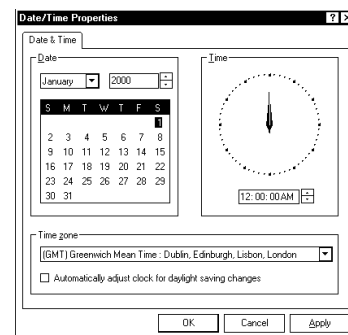 Date/Time Properties ? X
Date & Time
Date
January 2000
S M T W T F S
1
2 3 4 5 6 7 8
9 10 11 12 13 14 15
16 17 18 19 20 21 22
23 24 25 26 27 28 29
30 31
Time
12:00:00AM
Time zone
(GMT) Greenwich Mean Time : Dublin, Edinburgh, Lisbon, London
Automatically adjust clock for daylight saving changes
OK Cancel Apply